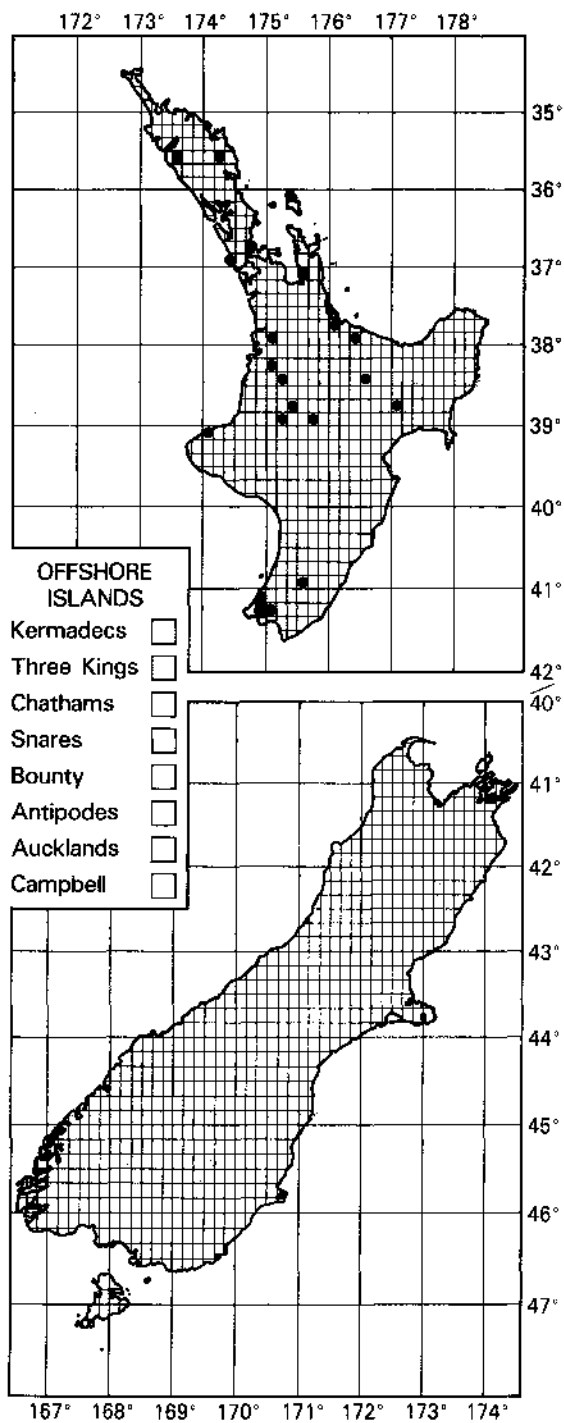 172° 173° 174° 175° 176° 177° 178°
35°
36°
37°
38°
39°
40°
41°
42°
OFFSHORE
ISLANDS
Kermadecs
Three Kings
Chathams
Snares
Bounty
Antipodes
Aucklands
Campbell
40°
41°
42°
43°
44°
45°
46°
47°
167° 168° 169° 170° 171° 172° 173° 174°